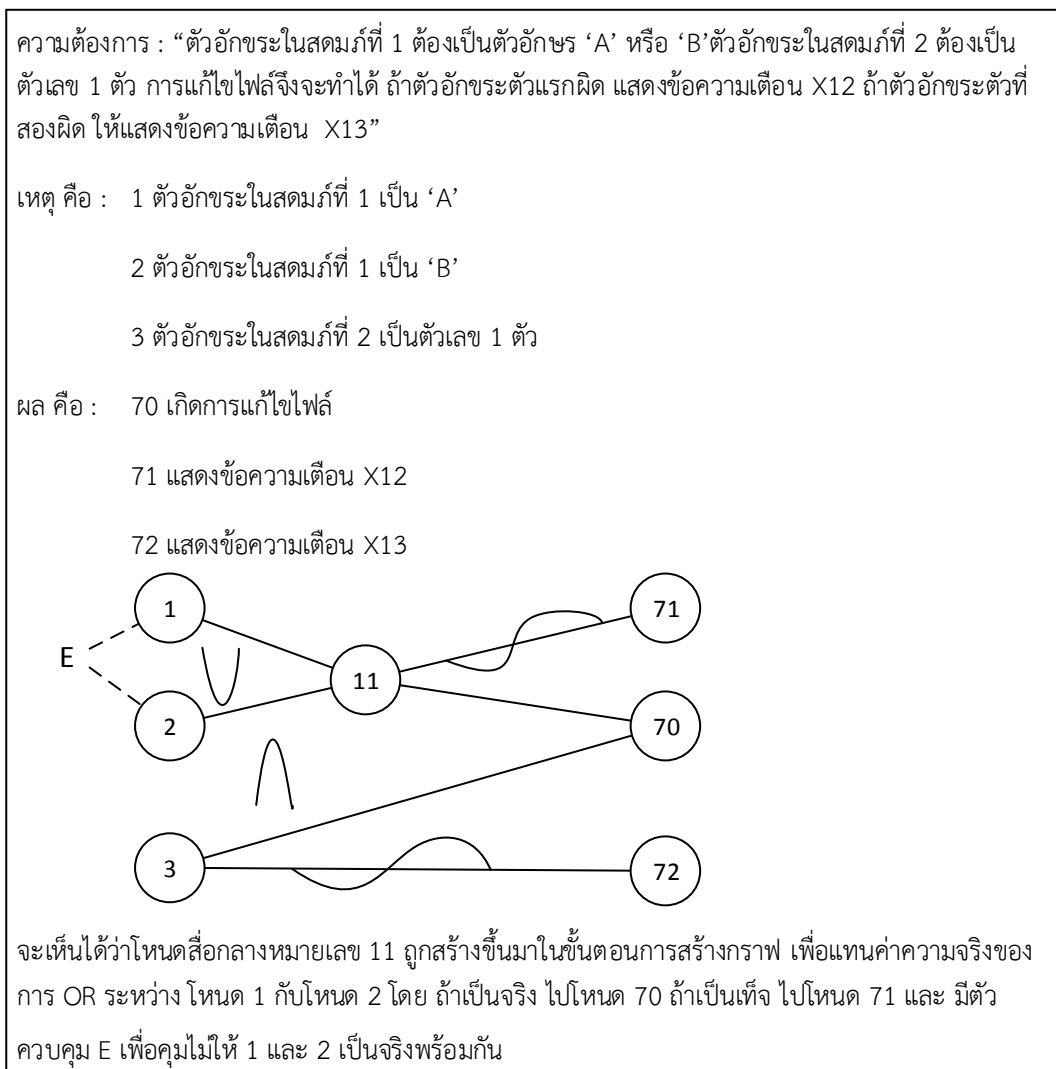 ความต้องการ : “ตัวอักขระในสดมภ์ที่ 1 ต้องเป็นตัวอักษร ‘A’ หรือ ‘B’ตัวอักขระในสดมภ์ที่ 2 ต้องเป็น
ตัวเลข 1 ตัว การแก้ไขไฟล์จึงจะทำได้ ถ้าตัวอักขระตัวแรกผิด แสดงข้อความเตือน X12 ถ้าตัวอักขระตัวที่
สองผิด ให้แสดงข้อความเตือน X13”
เหตุ คือ : 1 ตัวอักขระในสดมภ์ที่ 1 เป็น ‘A’
2 ตัวอักขระในสดมภ์ที่ 1 เป็น ‘B’
3 ตัวอักขระในสดมภ์ที่ 2 เป็นตัวเลข 1 ตัว
ผล คือ : 70 เกิดการแก้ไขไฟล์
71 แสดงข้อความเตือน X12
72 แสดงข้อความเตือน X13
1 71
E
11
2 70
3 72
จะเห็นได้ว่าโหนดสื่อกลางหมายเลข 11 ถูกสร้างขึ้นมาในขั้นตอนการสร้างกราฟ เพื่อแทนค่าความจริงของ
การ OR ระหว่าง โหนด 1 กับโหนด 2 โดย ถ้าเป็นจริง ไปโหนด 70 ถ้าเป็นเท็จ ไปโหนด 71 และ มีตัว
ควบคุม E เพื่อคุมไม่ให้ 1 และ 2 เป็นจริงพร้อมกัน